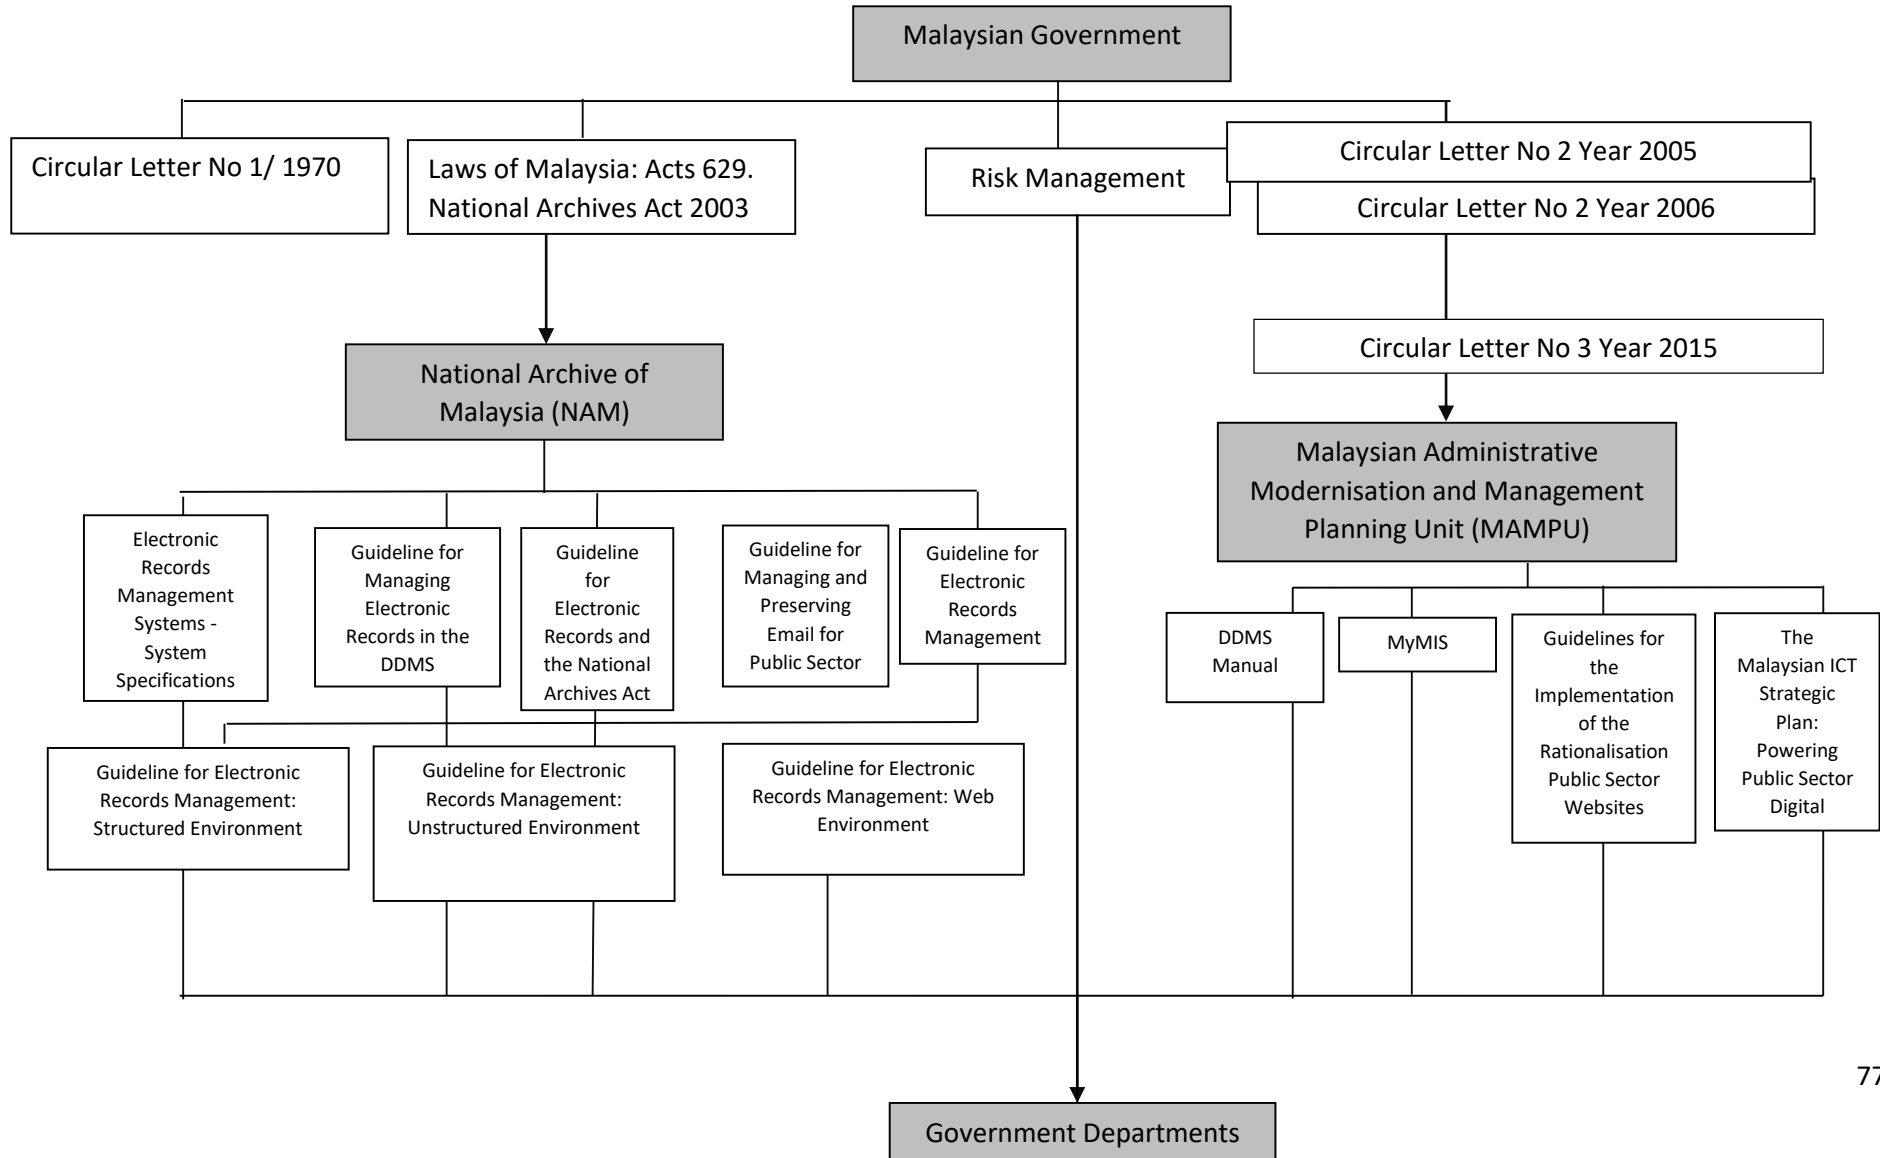 Malaysian Government
Circular Letter No 1/ 1970
Laws of Malaysia: Acts 629.
National Archives Act 2003
Risk Management
Circular Letter No 2 Year 2005
Circular Letter No 2 Year 2006
Circular Letter No 3 Year 2015
National Archive of
Malaysia (NAM)
Malaysian Administrative
Modernisation and Management
Planning Unit (MAMPU)
Electronic
Records
Management
Systems -
System
Specifications
Guideline for
Managing
Electronic
Records in the
DDMS
Guideline
for
Electronic
Records and
the National
Archives Act
Guideline for
Managing and
Preserving
Email for
Public Sector
Guideline for
Electronic
Records
Management
DDMS
Manual
MyMIS
Guidelines for
the
Implementation
of the
Rationalisation
Public Sector
Websites
The
Malaysian ICT
Strategic
Plan:
Powering
Public Sector
Digital
Guideline for Electronic
Records Management:
Structured Environment
Guideline for Electronic
Records Management:
Unstructured Environment
Guideline for Electronic
Records Management: Web
Environment
77
Government Departments